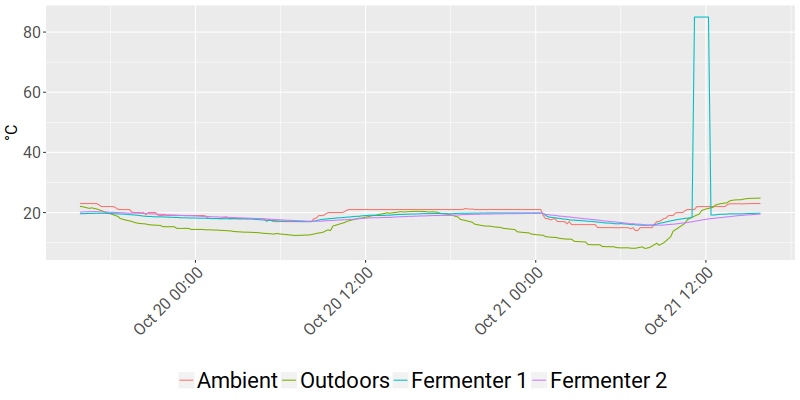 80
60
°C
40
20
Oct 20 00:00
Oct 20 12:00
Oct 21 00:00
Oct 21 12:00
Ambient Outdoors Fermenter 1 Fermenter 2